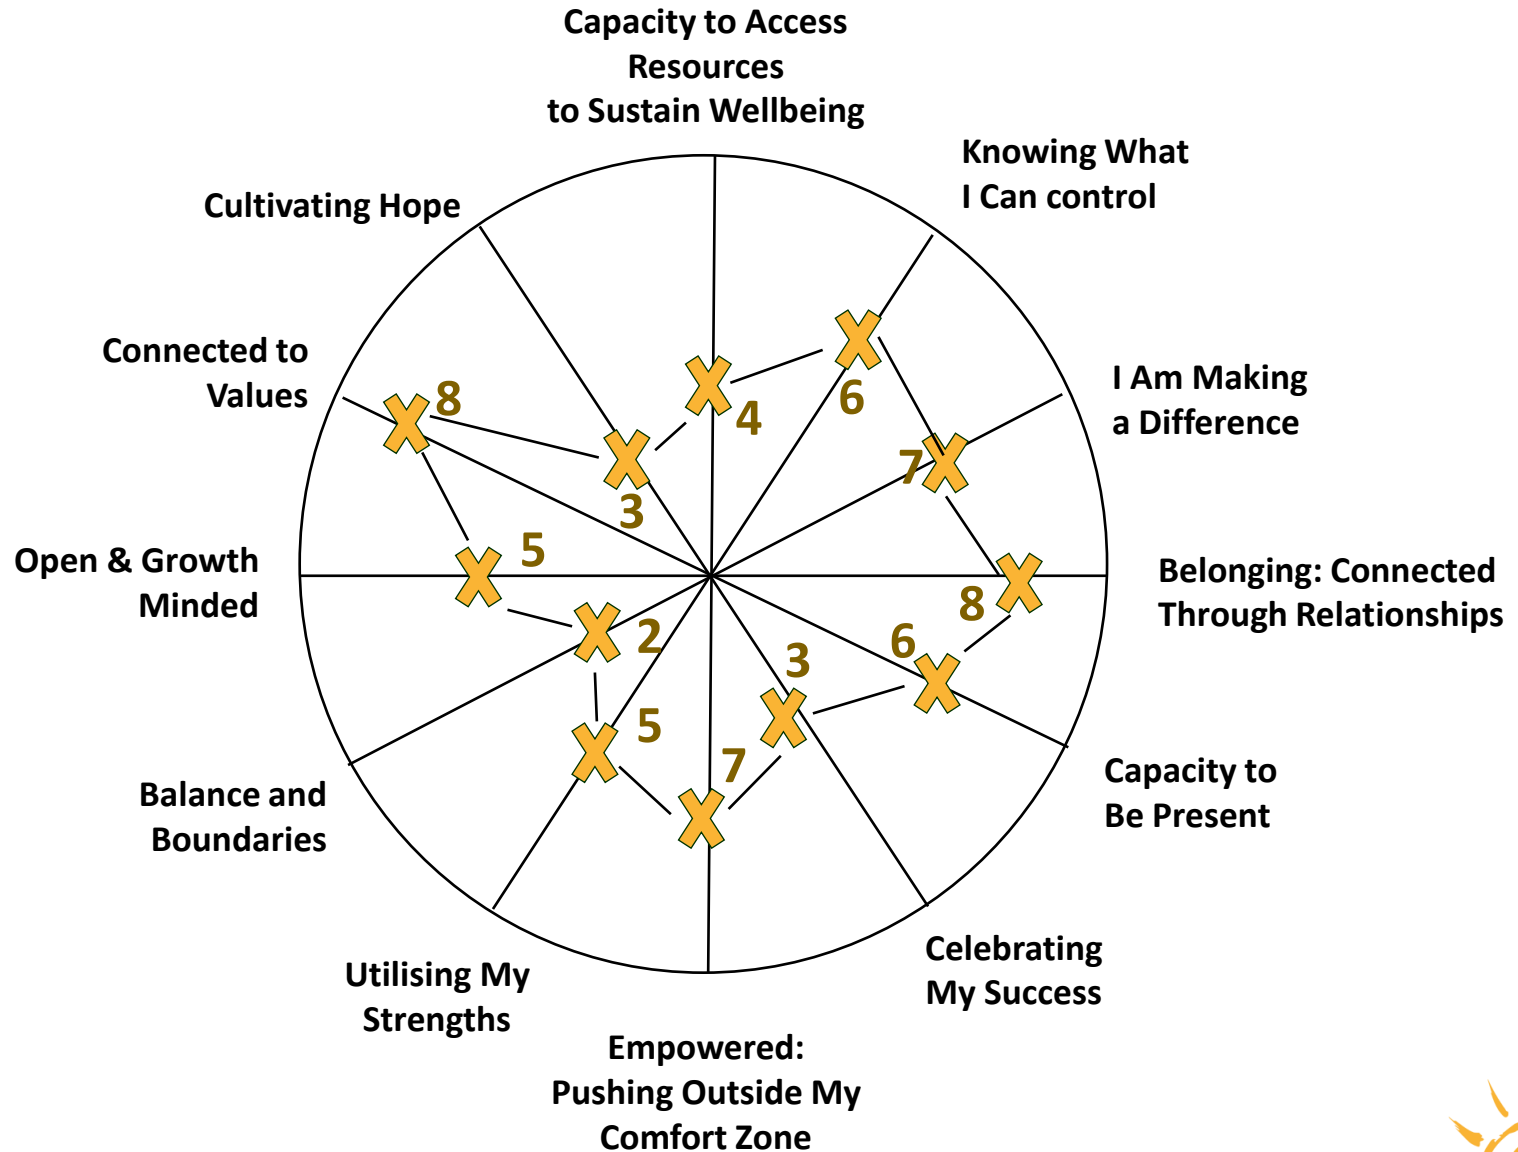 Capacity to Access
Resources
to Sustain Wellbeing
Knowing What
I Can control
Cultivating Hope
Connected to
Values
I Am Making
a Difference
8
4
6
7
3
5
Open & Growth
Minded
Belonging: Connected
Through Relationships
8
2
6
3
5
7
Capacity to
Be Present
Balance and
Boundaries
Celebrating
My Success
Utilising My
Strengths
Empowered:
Pushing Outside My
Comfort Zone